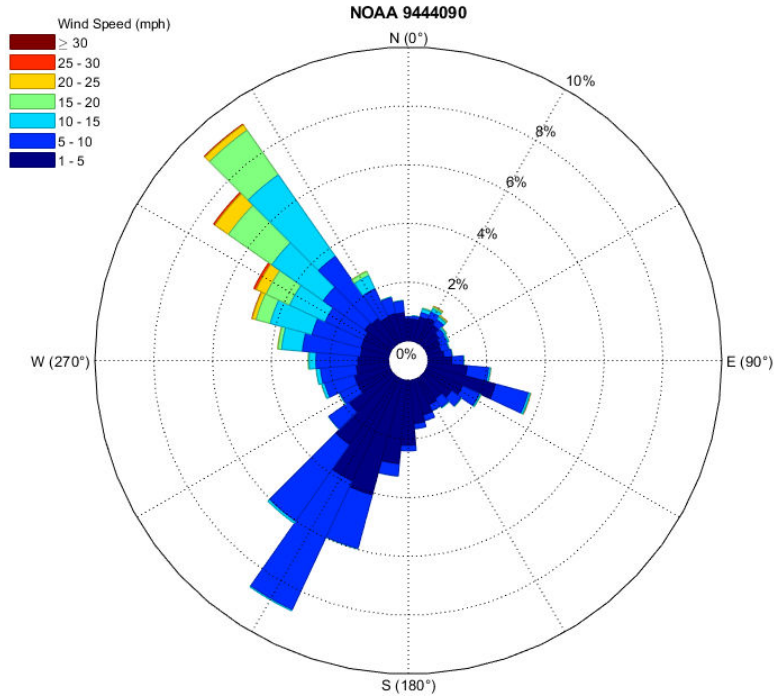 NOAA 9444090
Wind Speed (mph)
≥ 30
25 - 30
20 - 25
15 - 20
10 - 15
5 - 10
1 - 5
N (0°)
10%
8%
6%
4%
2%
0%
W (270°)
E (90°)
S (180°)